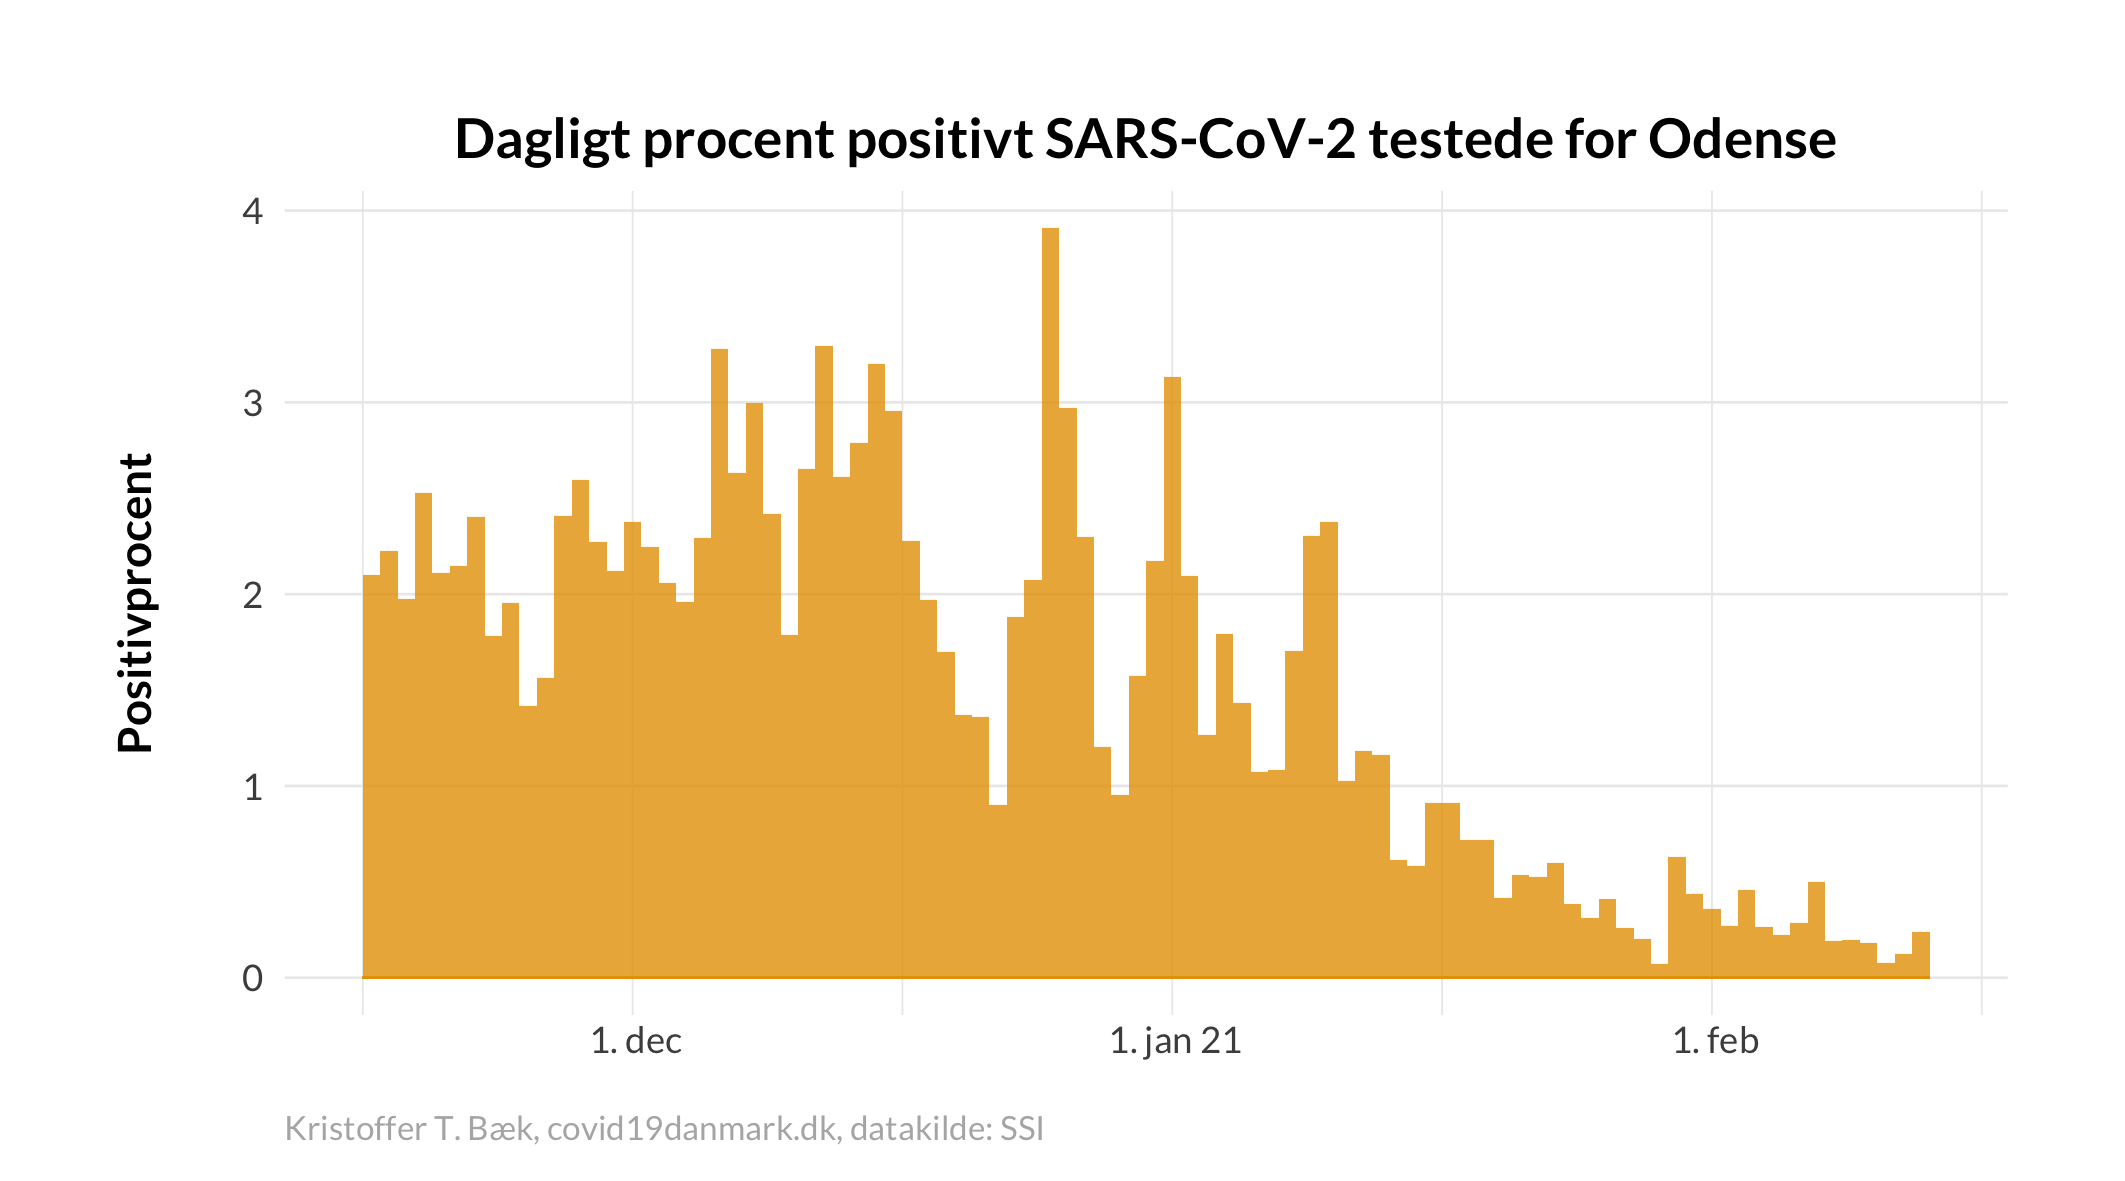 Dagligt procent positivt SARS-CoV-2 testede for Odense
Positivprocent
4
3
2
1
0
1. dec
1. jan 21
1. feb
Kristoffer T. Bæk, covid19danmark.dk, datakilde: SSI